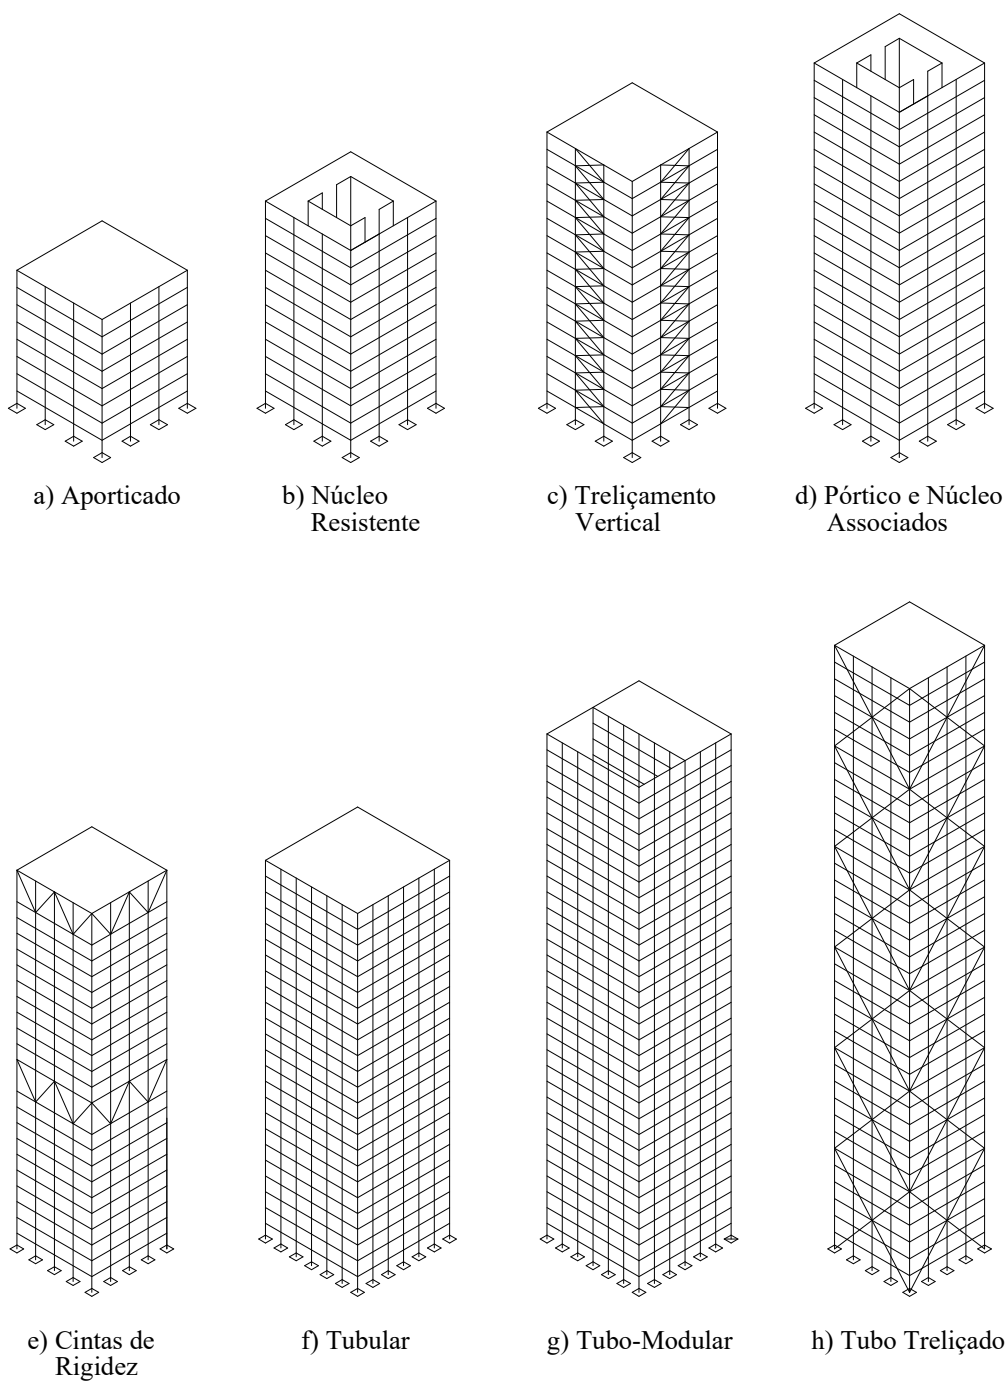 a) Aporticado
b) Núcleo
Resistente
c) Treliçamento
Vertical
d) Pórtico e Núcleo
Associados
e) Cintas de
Rigidez
f) Tubular
g) Tubo-Modular
h) Tubo Treliçado